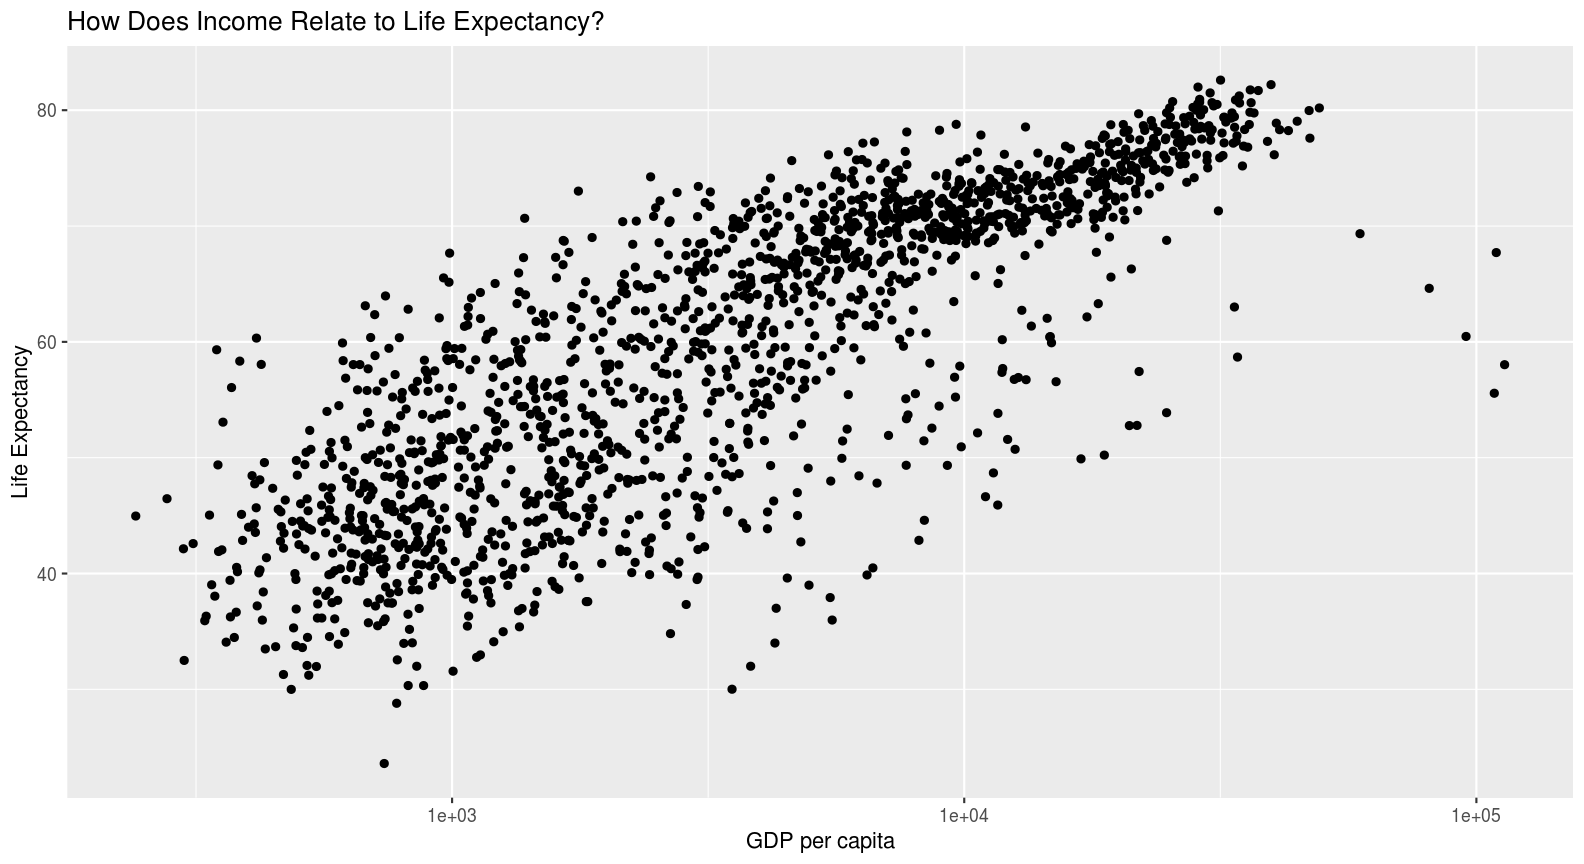 How Does Income Relate to Life Expectancy?
80
60
40
Life Expectancy
1e+03
1e+04
1e+05
GDP per capita